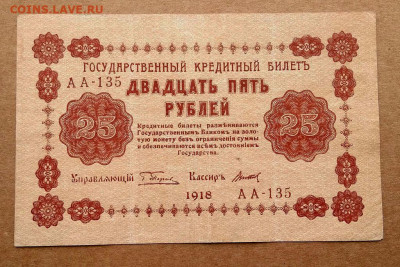 COINS.LAVE.RU
ГОСУДАРСТВЕННЫЙ КРЕДИТНЫЙ БИЛЕТЪ
АА-135
ДВАДЦАТЬ ПЯТЬ
РУБЛЕЙ
25
25
Кредитные билеты размѣниваются
Государственнымъ Банкомъ на золо-
тую монету безъ ограниченія суммы
и обезпечиваются всѣмъ достояніемъ
Государства.
Управляющій
Кассиръ
1918
АА-135